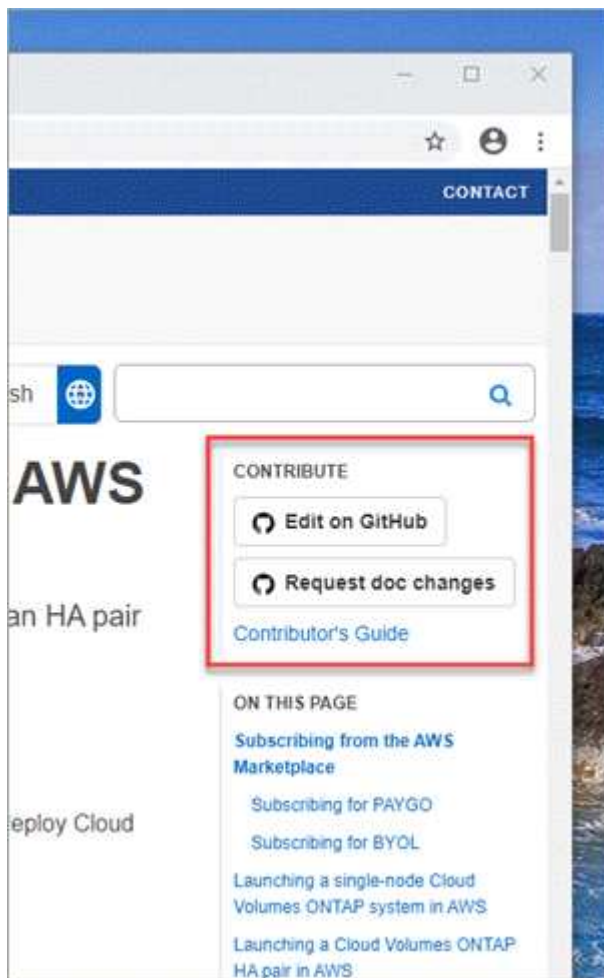 CONTACT
sh
AWS
CONTRIBUTE
Edit on GitHub
Request doc changes
an HA pair
Contributor's Guide
ON THIS PAGE
Subscribing from the AWS
Marketplace
Subscribing for PAYGO
eploy Cloud
Subscribing for BYOL
Launching a single-node Cloud
Volumes ONTAP system in AWS
Launching a Cloud Volumes ONTAP
HA pair in AWS